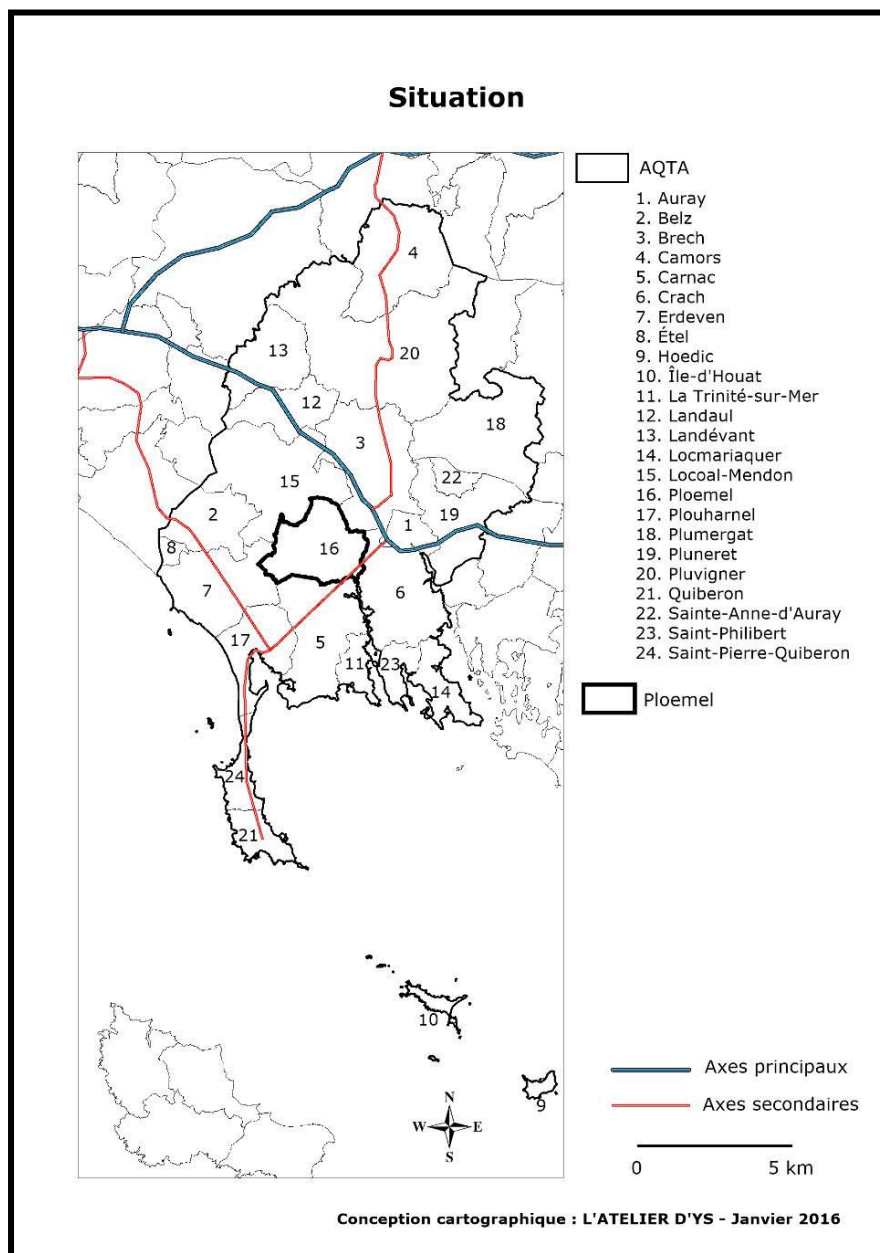 Situation
AQTA
1. Auray
2. Belz
3. Brech
4. Camors
5. Carnac
6. Crach
7. Erdeven
8. Étel
9. Hoedic
10. Île-d'Houat
11. La Trinité-sur-Mer
12. Landaul
13. Landévant
14. Locmariaquer
15. Locoal-Mendon
16. Ploemel
17. Plouharnel
18. Plumergat
19. Pluneret
20. Pluvigner
21. Quiberon
22. Sainte-Anne-d'Auray
23. Saint-Philibert
24. Saint-Pierre-Quiberon
Ploemel
4
13
20
12
18
3
22
15
2
19
1
8
16
7
6
17
5
11
23
14
24
21
10
9
N
W E
S
Axes principaux
Axes secondaires
0 5 km
Conception cartographique : L'ATELIER D'YS - Janvier 2016